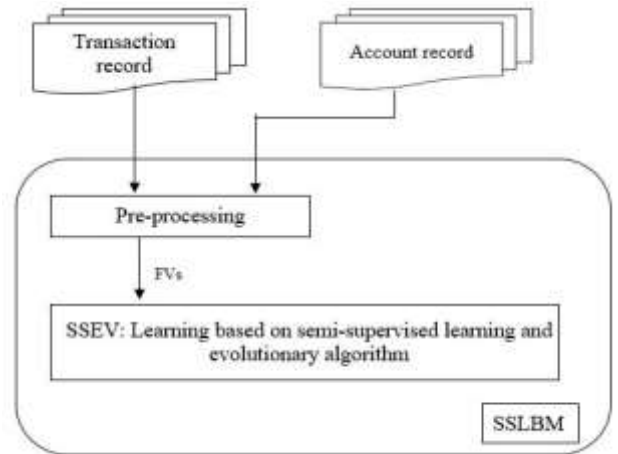 Transaction
record
Account record
Pre-processing
FVs
SSEV: Learning based on semi-supervised learning and
evolutionary algorithm
SSLBM